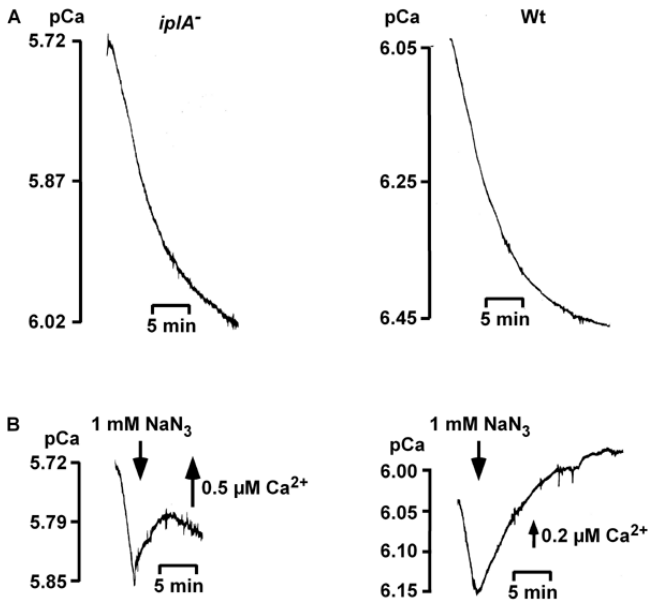 A
pCa
iplA-
5.72
5.87
6.02
5 min
Wt
pCa
6.05
6.25
6.45
5 min
B
1 mM NaN3
pCa
5.72
5.79
5.85
0.5 µM Ca2+
5 min
1 mM NaN3
pCa
6.00
6.05
6.10
6.15
0.2 µM Ca2+
5 min